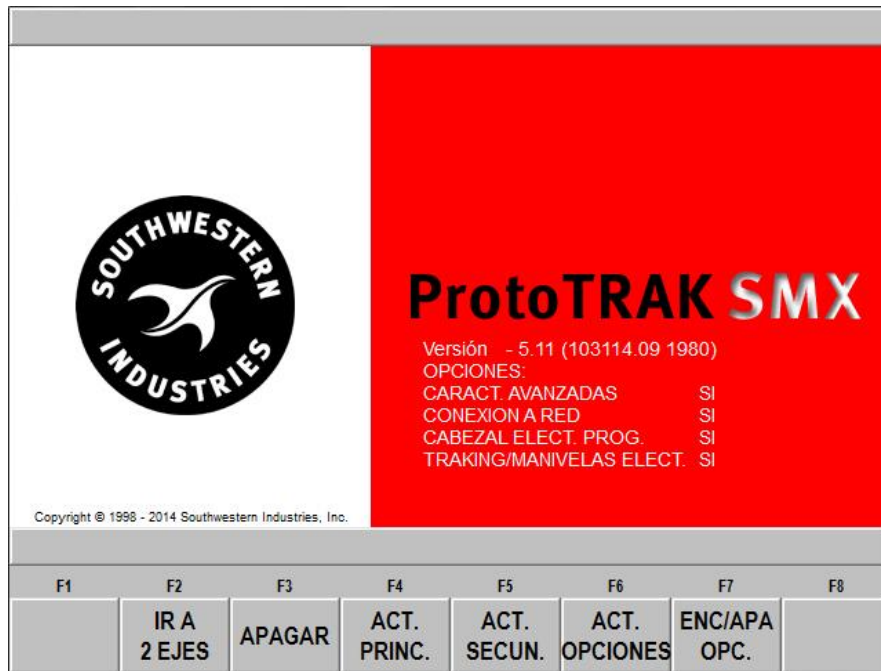 SOUTHWESTERN
INDUSTRIES
ProtoTRAK SMX
Versión - 5.11 (103114.09 1980)
OPCIONES:
CARACT. AVANZADAS SI
CONEXION A RED SI
CABEZAL ELECT. PROG. SI
TRAKING/MANIVELAS ELECT. SI
Copyright © 1998 - 2014 Southwestern Industries, Inc.
F1 F2 F3 F4 F5 F6 F7 F8
IR A 2 EJES
APAGAR
ACT. PRINC.
ACT. SECUN.
ACT. OPCIONES
ENC/APA OPC.